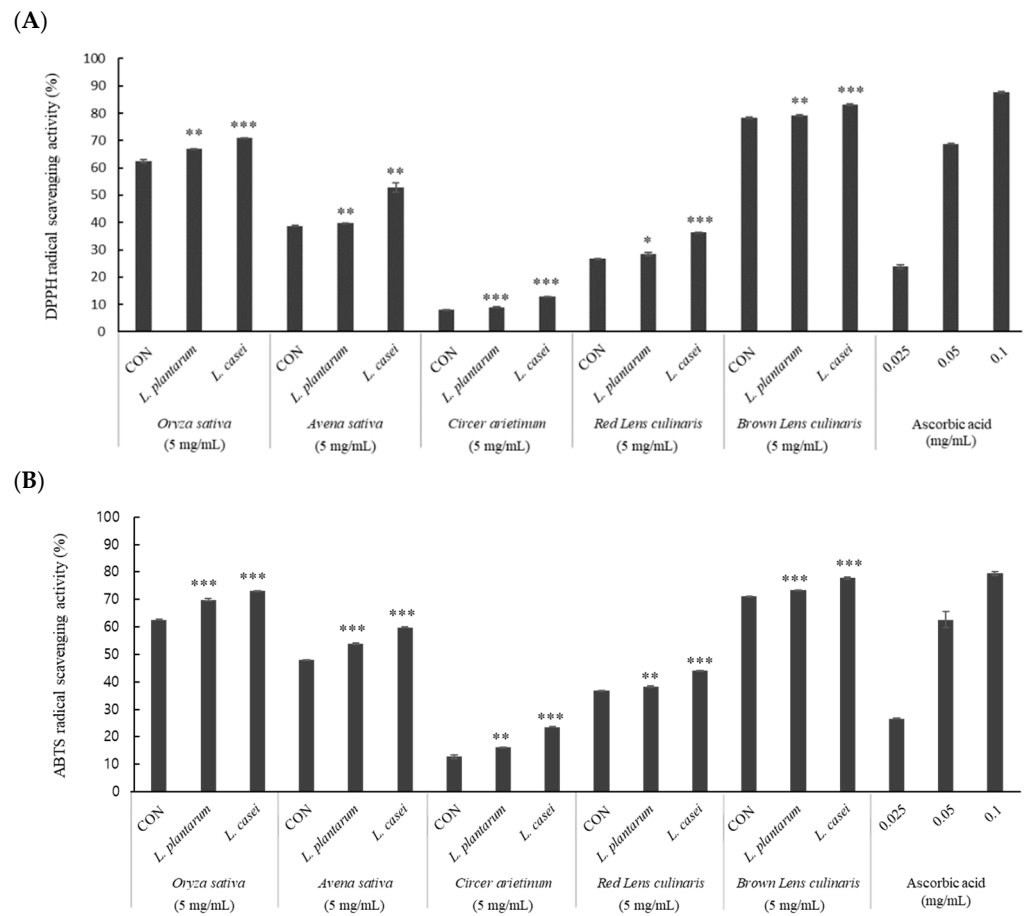 (A)
DPPH radical scavenging activity (%)
100
90
80
70
60
50
40
30
20
10
0
** *** ** ** *** *** * *** ** ***
CON L. plantarum L. casei CON L. plantarum L. casei CON L. plantarum L. casei CON L. plantarum L. casei CON L. plantarum L. casei 0.025 0.05 0.1
Oryza sativa Avena sativa Circer arietinum Red Lens culinaris Brown Lens culinaris Ascorbic acid
(5 mg/mL) (5 mg/mL) (5 mg/mL) (5 mg/mL) (5 mg/mL) (mg/mL)
(B)
ABTS radical scavenging activity (%)
100
90
80
70
60
50
40
30
20
10
0
*** *** *** *** ** *** ** *** *** ***
CON L. plantarum L. casei CON L. plantarum L. casei CON L. plantarum L. casei CON L. plantarum L. casei CON L. plantarum L. casei 0.025 0.05 0.1
Oryza sativa Avena sativa Circer arietinum Red Lens culinaris Brown Lens culinaris Ascorbic acid
(5 mg/mL) (5 mg/mL) (5 mg/mL) (5 mg/mL) (5 mg/mL) (mg/mL)